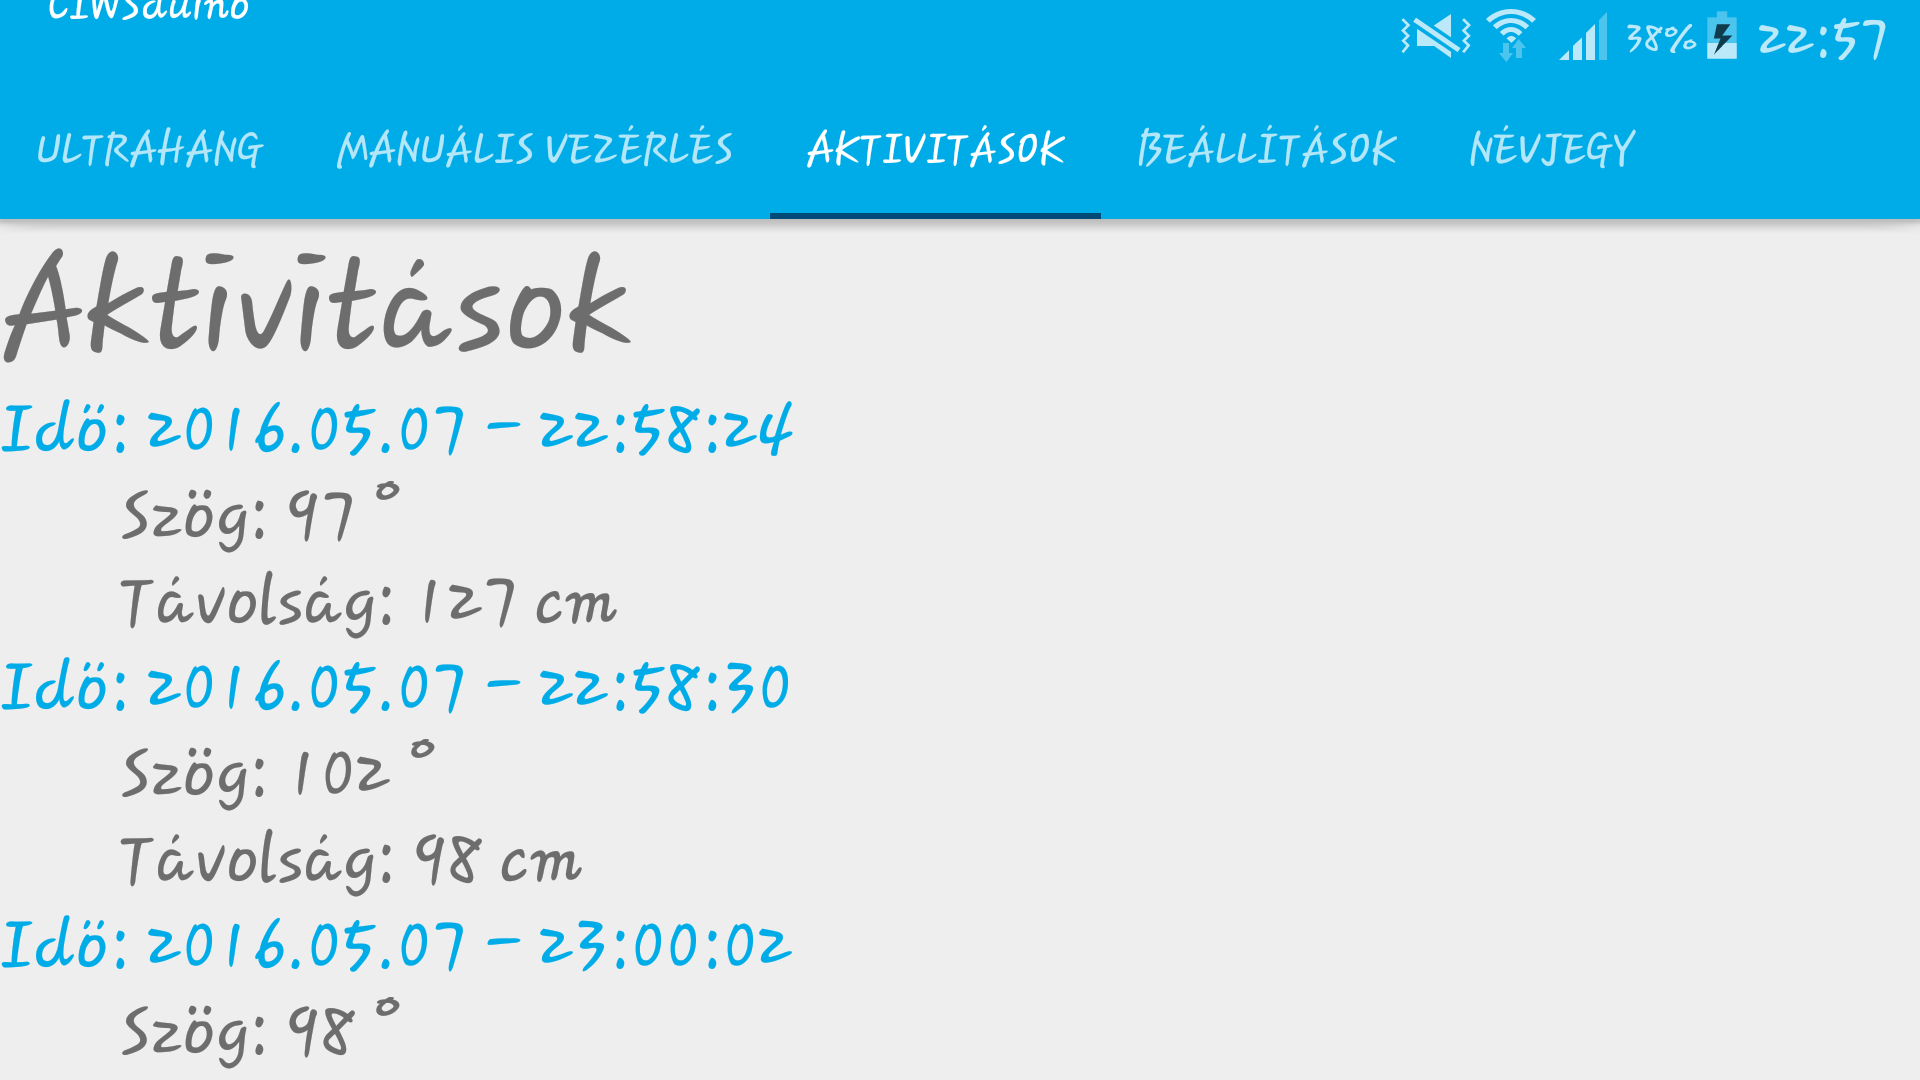 CIWSduino
38% 22:57
ULTRAHANG MANUÁLIS VEZÉRLÉS AKTIVITÁSOK BEÁLLÍTÁSOK NÉVJEGY
Aktivitások
Idö: 2016.05.07 - 22:58:24
Szög: 97 °
Távolság: 127 cm
Idö: 2016.05.07 - 22:58:30
Szög: 102 °
Távolság: 98 cm
Idö: 2016.05.07 - 23:00:02
Szög: 98 °